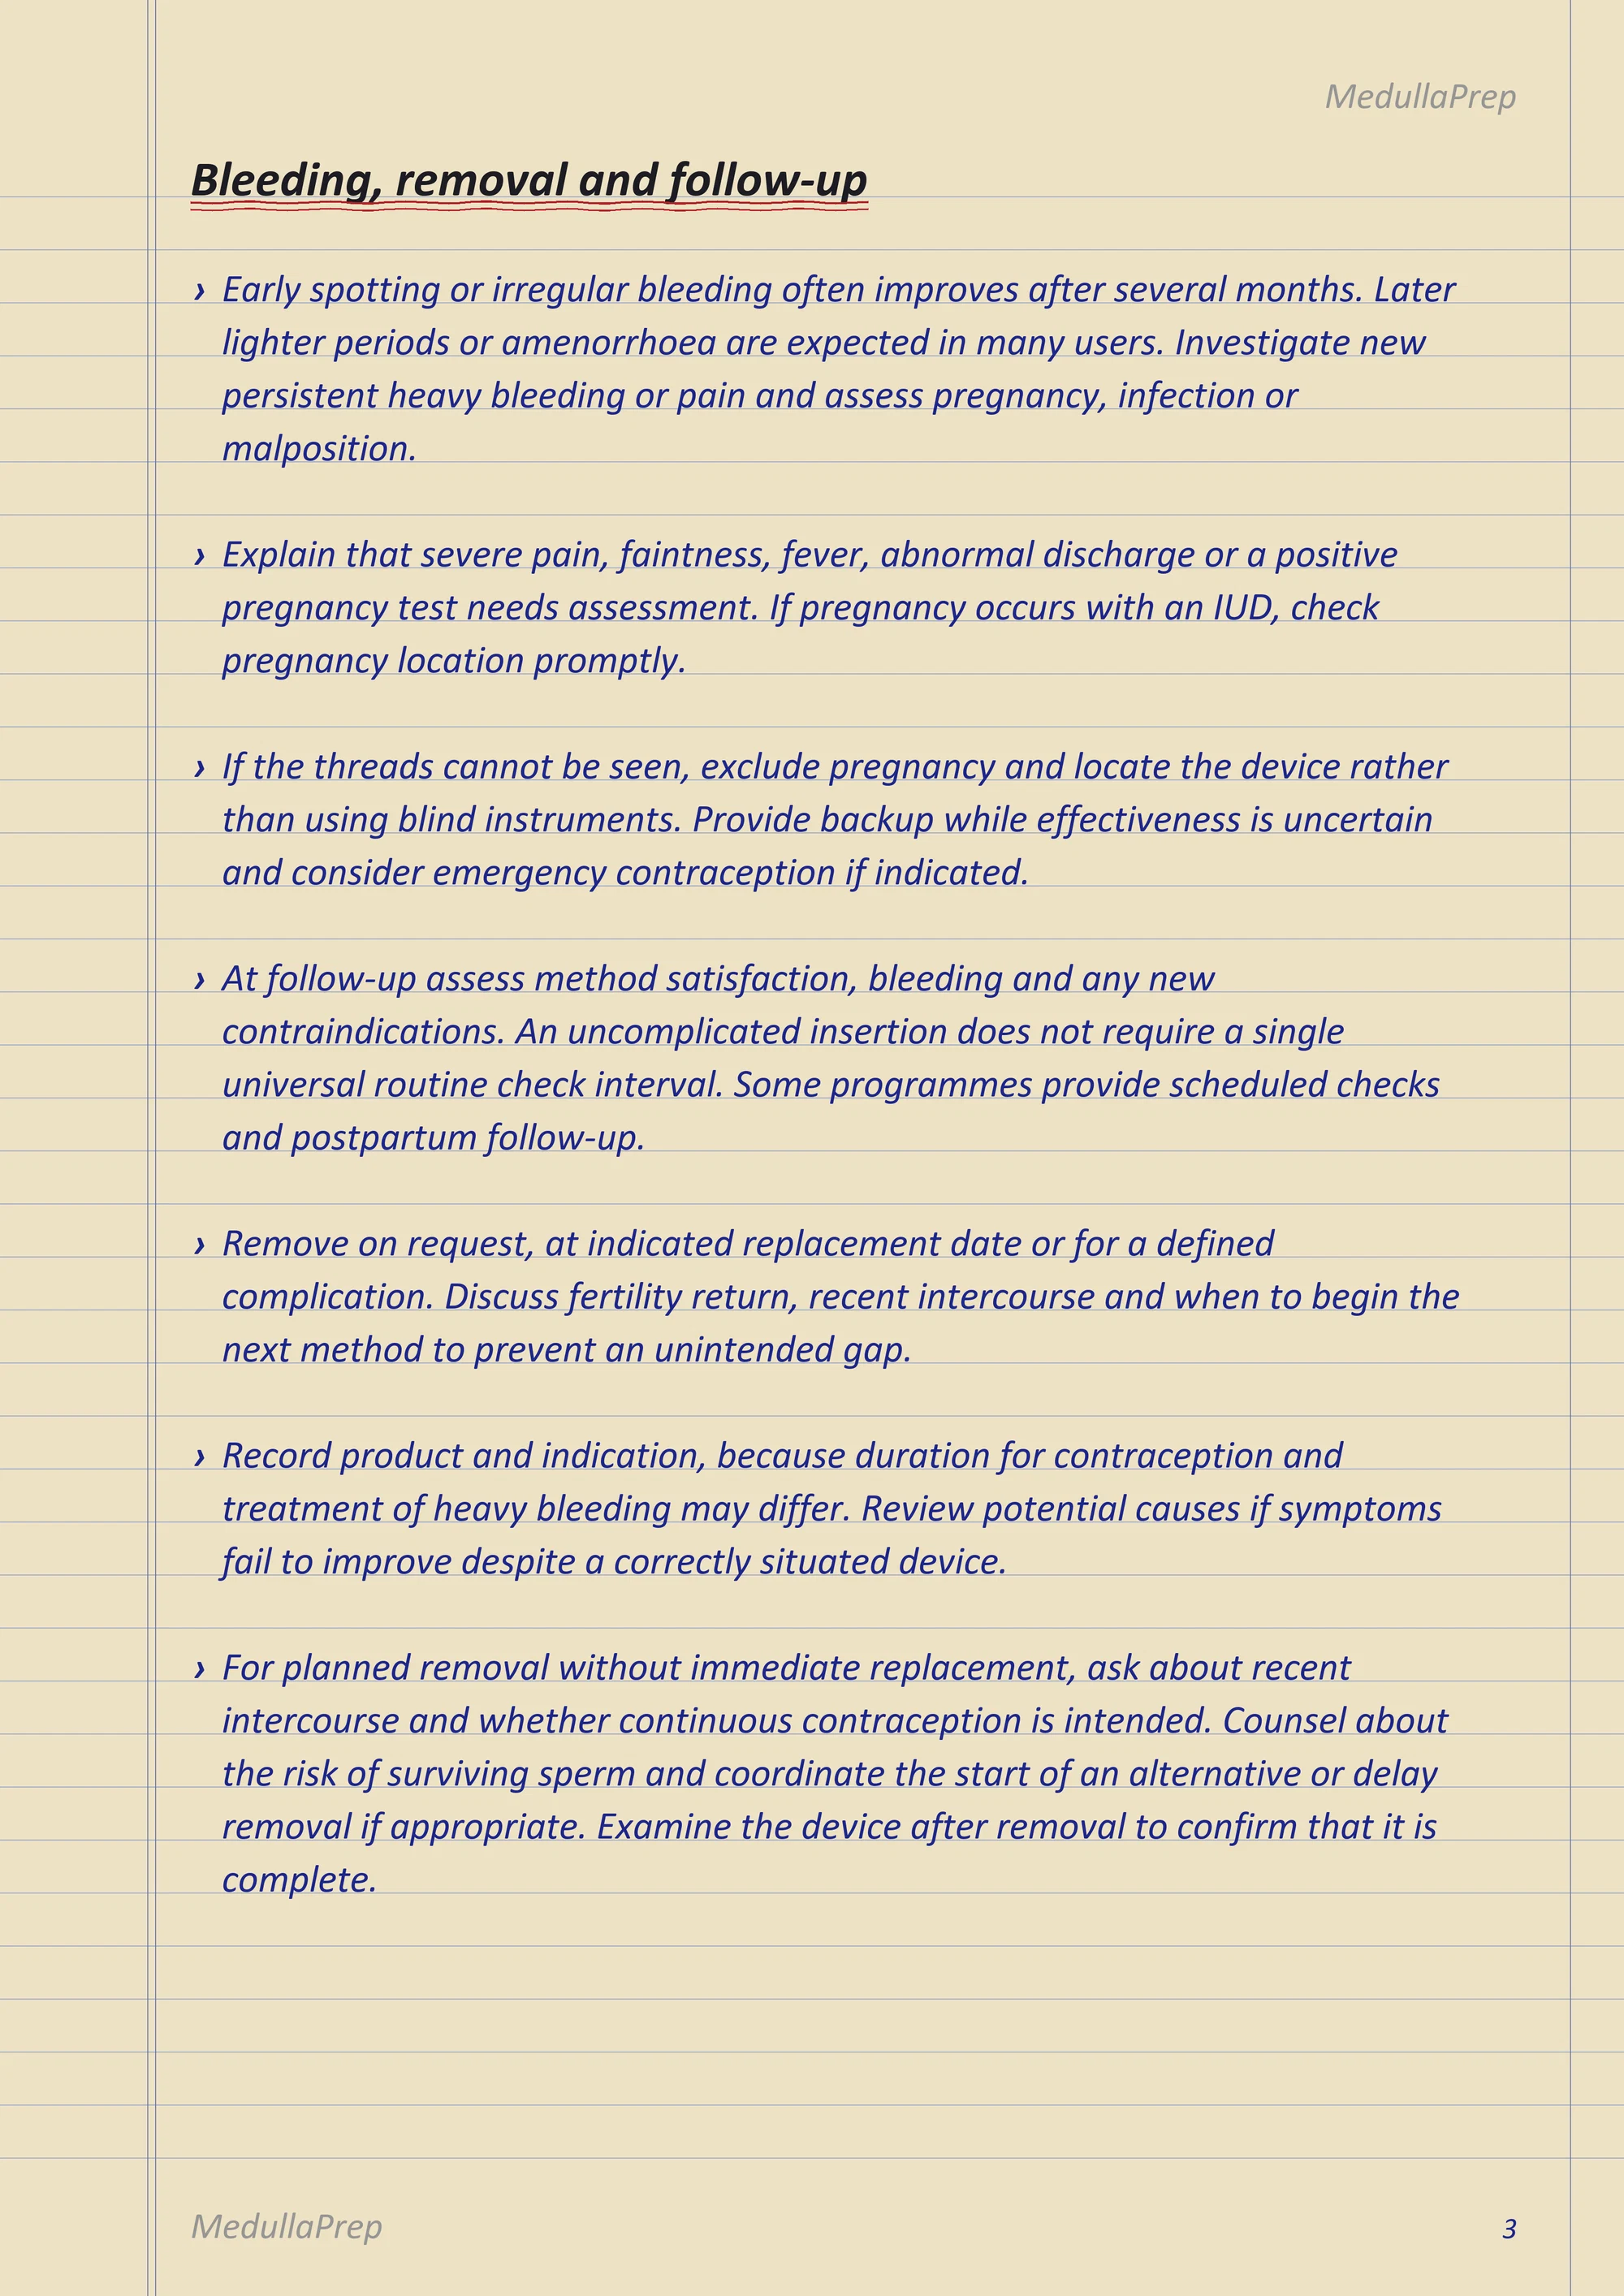 MedullaPrep
Bleeding, removal and follow-up
› Early spotting or irregular bleeding often improves after several months. Later
lighter periods or amenorrhoea are expected in many users. Investigate new
persistent heavy bleeding or pain and assess pregnancy, infection or
malposition.
› Explain that severe pain, faintness, fever, abnormal discharge or a positive
pregnancy test needs assessment. If pregnancy occurs with an IUD, check
pregnancy location promptly.
› If the threads cannot be seen, exclude pregnancy and locate the device rather
than using blind instruments. Provide backup while effectiveness is uncertain
and consider emergency contraception if indicated.
› At follow-up assess method satisfaction, bleeding and any new
contraindications. An uncomplicated insertion does not require a single
universal routine check interval. Some programmes provide scheduled checks
and postpartum follow-up.
› Remove on request, at indicated replacement date or for a defined
complication. Discuss fertility return, recent intercourse and when to begin the
next method to prevent an unintended gap.
› Record product and indication, because duration for contraception and
treatment of heavy bleeding may differ. Review potential causes if symptoms
fail to improve despite a correctly situated device.
› For planned removal without immediate replacement, ask about recent
intercourse and whether continuous contraception is intended. Counsel about
the risk of surviving sperm and coordinate the start of an alternative or delay
removal if appropriate. Examine the device after removal to confirm that it is
complete.
MedullaPrep
3